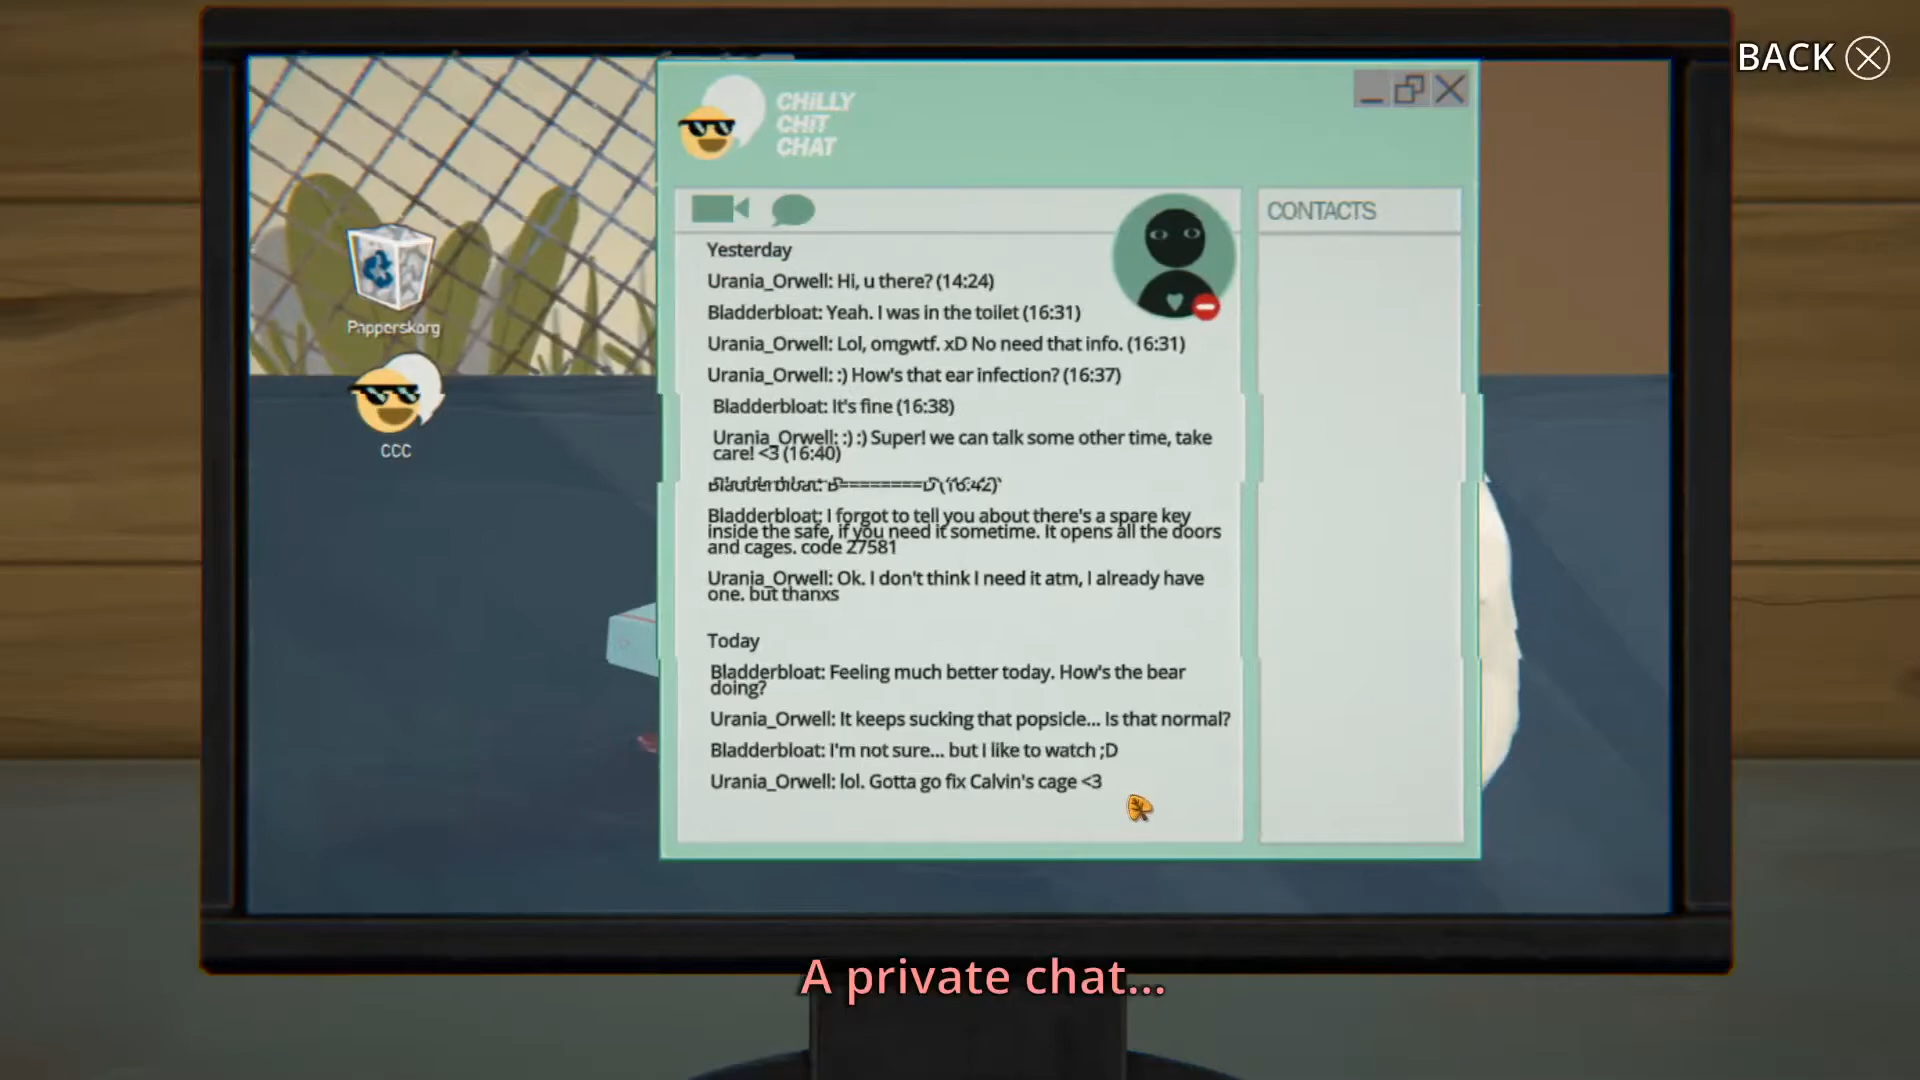 BACK
CHiLLY
CHiT
CHAT
CONTACTS
Papperskorg
CCC
Yesterday
Urania_Orwell: Hi, u there? (14:24)
Bladderbloat: Yeah. I was in the toilet (16:31)
Urania_Orwell: Lol, omgwtf. xD No need that info. (16:31)
Urania_Orwell: :) How's that ear infection? (16:37)
Bladderbloat: It's fine (16:38)
Urania_Orwell: :) :) Super! we can talk some other time, take
care! <3 (16:40)
Bladderbloat: B========D (16:42)
Bladderbloat: I forgot to tell you about there's a spare key
inside the safe, if you need it sometime. It opens all the doors
and cages. code 27581
Urania_Orwell: Ok. I don't think I need it atm, I already have
one. but thanxs
Today
Bladderbloat: Feeling much better today. How's the bear
doing?
Urania_Orwell: It keeps sucking that popsicle... Is that normal?
Bladderbloat: I'm not sure... but I like to watch ;D
Urania_Orwell: lol. Gotta go fix Calvin's cage <3
A private chat...